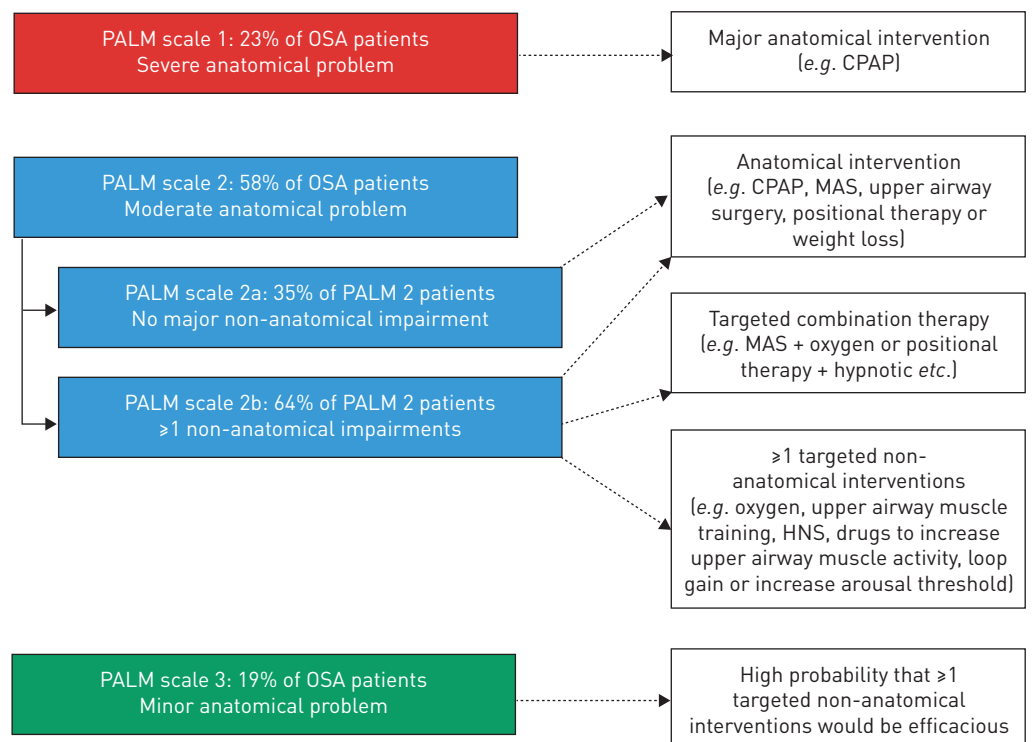 PALM scale 1: 23% of OSA patients
Severe anatomical problem
Major anatomical intervention
(e.g. CPAP)
PALM scale 2: 58% of OSA patients
Moderate anatomical problem
Anatomical intervention
(e.g. CPAP, MAS, upper airway
surgery, positional therapy or
weight loss)
PALM scale 2a: 35% of PALM 2 patients
No major non-anatomical impairment
Targeted combination therapy
(e.g. MAS + oxygen or positional
therapy + hypnotic etc.)
PALM scale 2b: 64% of PALM 2 patients
⩾1 non-anatomical impairments
⩾1 targeted non-
anatomical interventions
(e.g. oxygen, upper airway muscle
training, HNS, drugs to increase
upper airway muscle activity, loop
gain or increase arousal threshold)
PALM scale 3: 19% of OSA patients
Minor anatomical problem
High probability that ⩾1
targeted non-anatomical
interventions would be efficacious